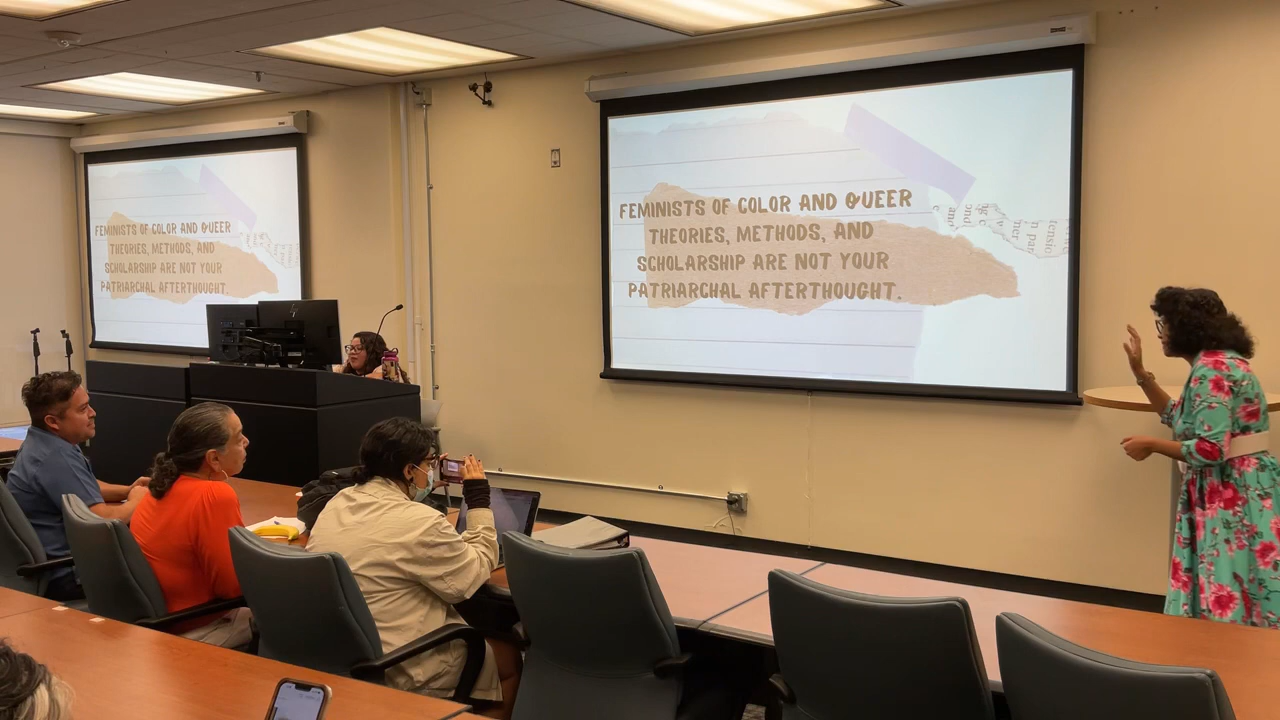 FEMINISTS OF COLOR AND QUEER
THEORIES, METHODS, AND
SCHOLARSHIP ARE NOT YOUR
PATRIARCHAL AFTERTHOUGHT.
FEMINISTS OF COLOR AND QUEER
THEORIES, METHODS, AND
SCHOLARSHIP ARE NOT YOUR
PATRIARCHAL AFTERTHOUGHT.